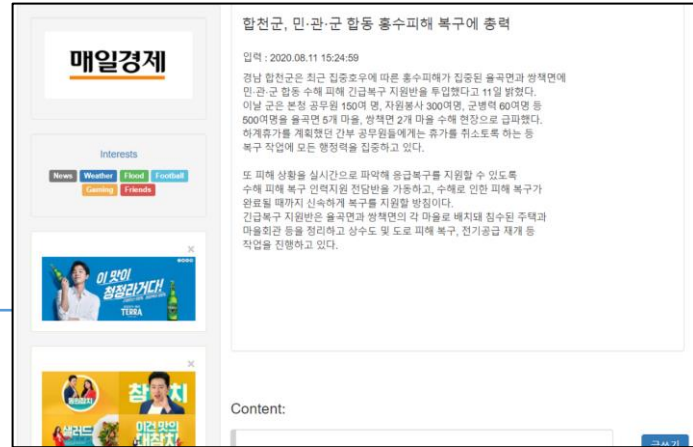 매일경제
Interests
News Weather Flood Football
Gaming Friends
×
이 맛이
청정라거다!
TERRA
×
동원참치
참치
샐러드
이건 맛의
대참치
합천군, 민·관·군 합동 홍수피해 복구에 총력
입력 : 2020.08.11 15:24:59
경남 합천군은 최근 집중호우에 따른 홍수피해가 집중된 율곡면과 쌍책면에
민·관·군 합동 수해 피해 긴급복구 지원반을 투입했다고 11일 밝혔다.
이날 군은 본청 공무원 150여 명, 자원봉사 300여명, 군병력 60여명 등
500여명을 율곡면 5개 마을, 쌍책면 2개 마을 수해 현장으로 급파했다.
하계휴가를 계획했던 간부 공무원들에게는 휴가를 취소토록 하는 등
복구 작업에 모든 행정력을 집중하고 있다.
또 피해 상황을 실시간으로 파악해 응급복구를 지원할 수 있도록
수해 피해 복구 인력지원 전담반을 가동하고, 수해로 인한 피해 복구가
완료될 때까지 신속하게 복구를 지원할 방침이다.
긴급복구 지원반은 율곡면과 쌍책면의 각 마을로 배치돼 침수된 주택과
마을회관 등을 정리하고 상수도 및 도로 피해 복구, 전기공급 재개 등
작업을 진행하고 있다.
Content:
글쓰기